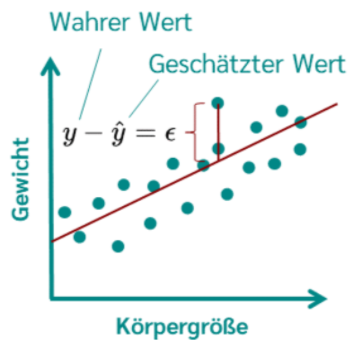 Wahrer Wert
Geschätzter Wert
y − ŷ = ϵ
Gewicht
Körpergröße